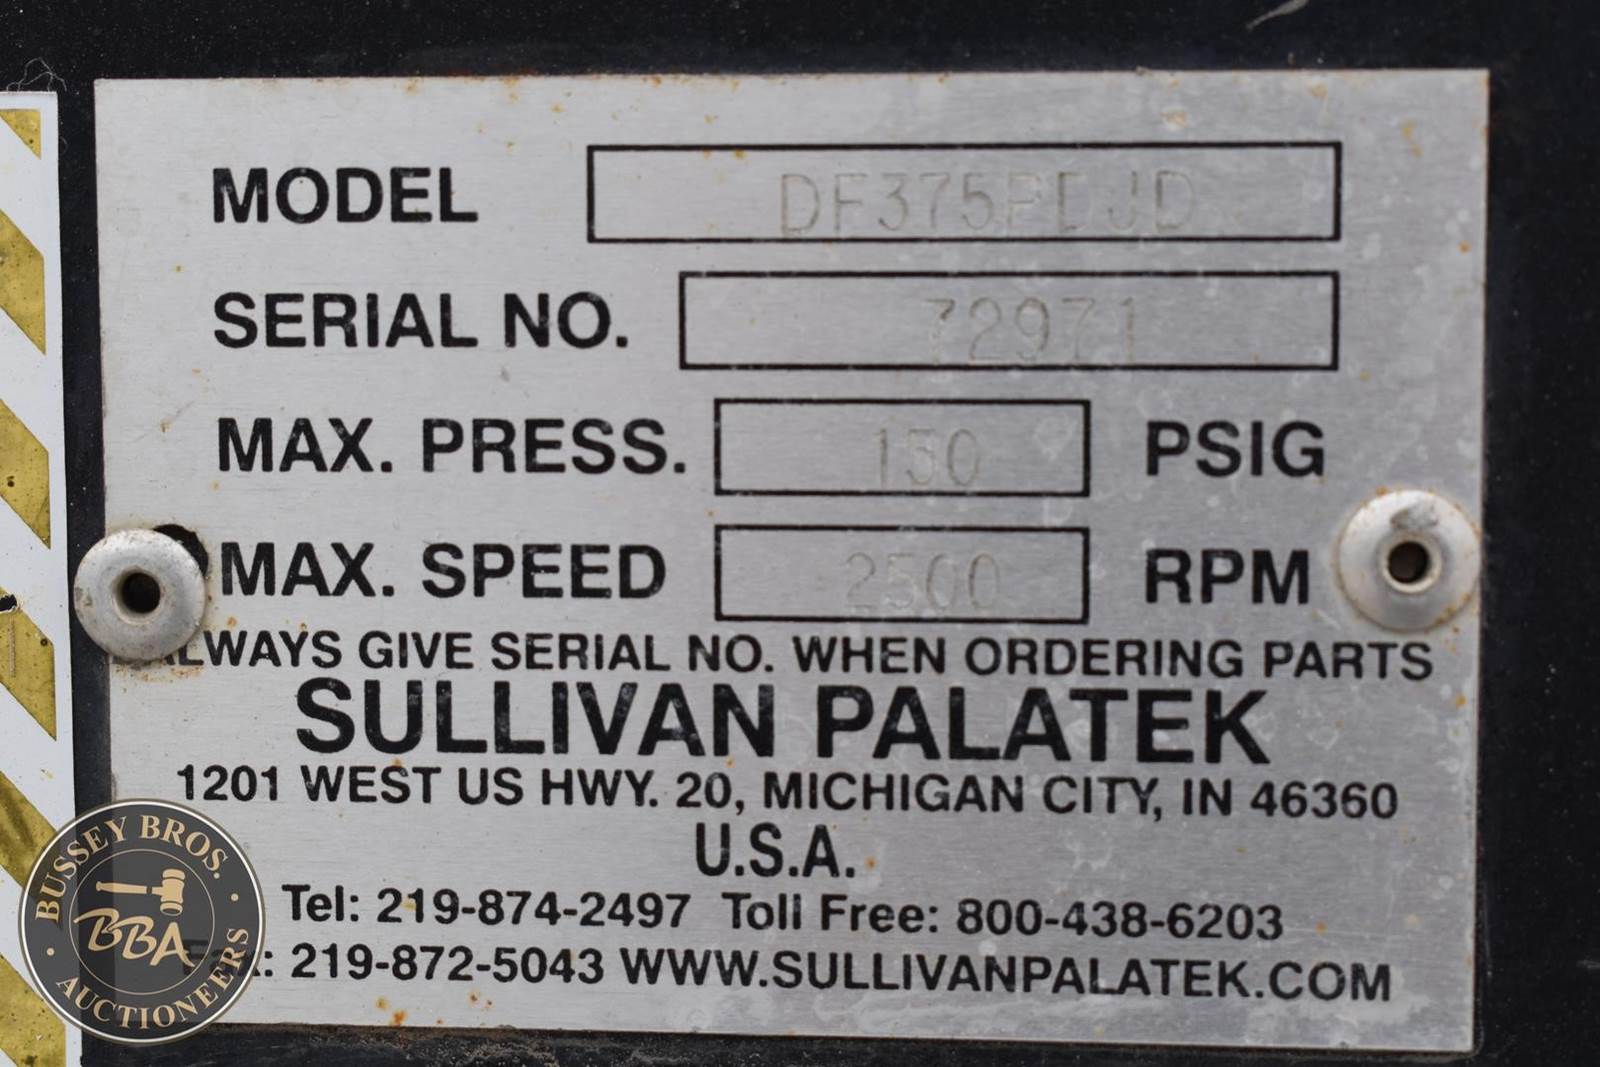 MODEL DF375PDJD
SERIAL NO. 72971
MAX. PRESS. 150 PSIG
MAX. SPEED 2500 RPM
ALWAYS GIVE SERIAL NO. WHEN ORDERING PARTS
SULLIVAN PALATEK
1201 WEST US HWY. 20, MICHIGAN CITY, IN 46360
U.S.A.
Tel: 219-874-2497 Toll Free: 800-438-6203
Fax: 219-872-5043 WWW.SULLIVANPALATEK.COM
BUSSEY BROS.
BBA
AUCTIONEERS